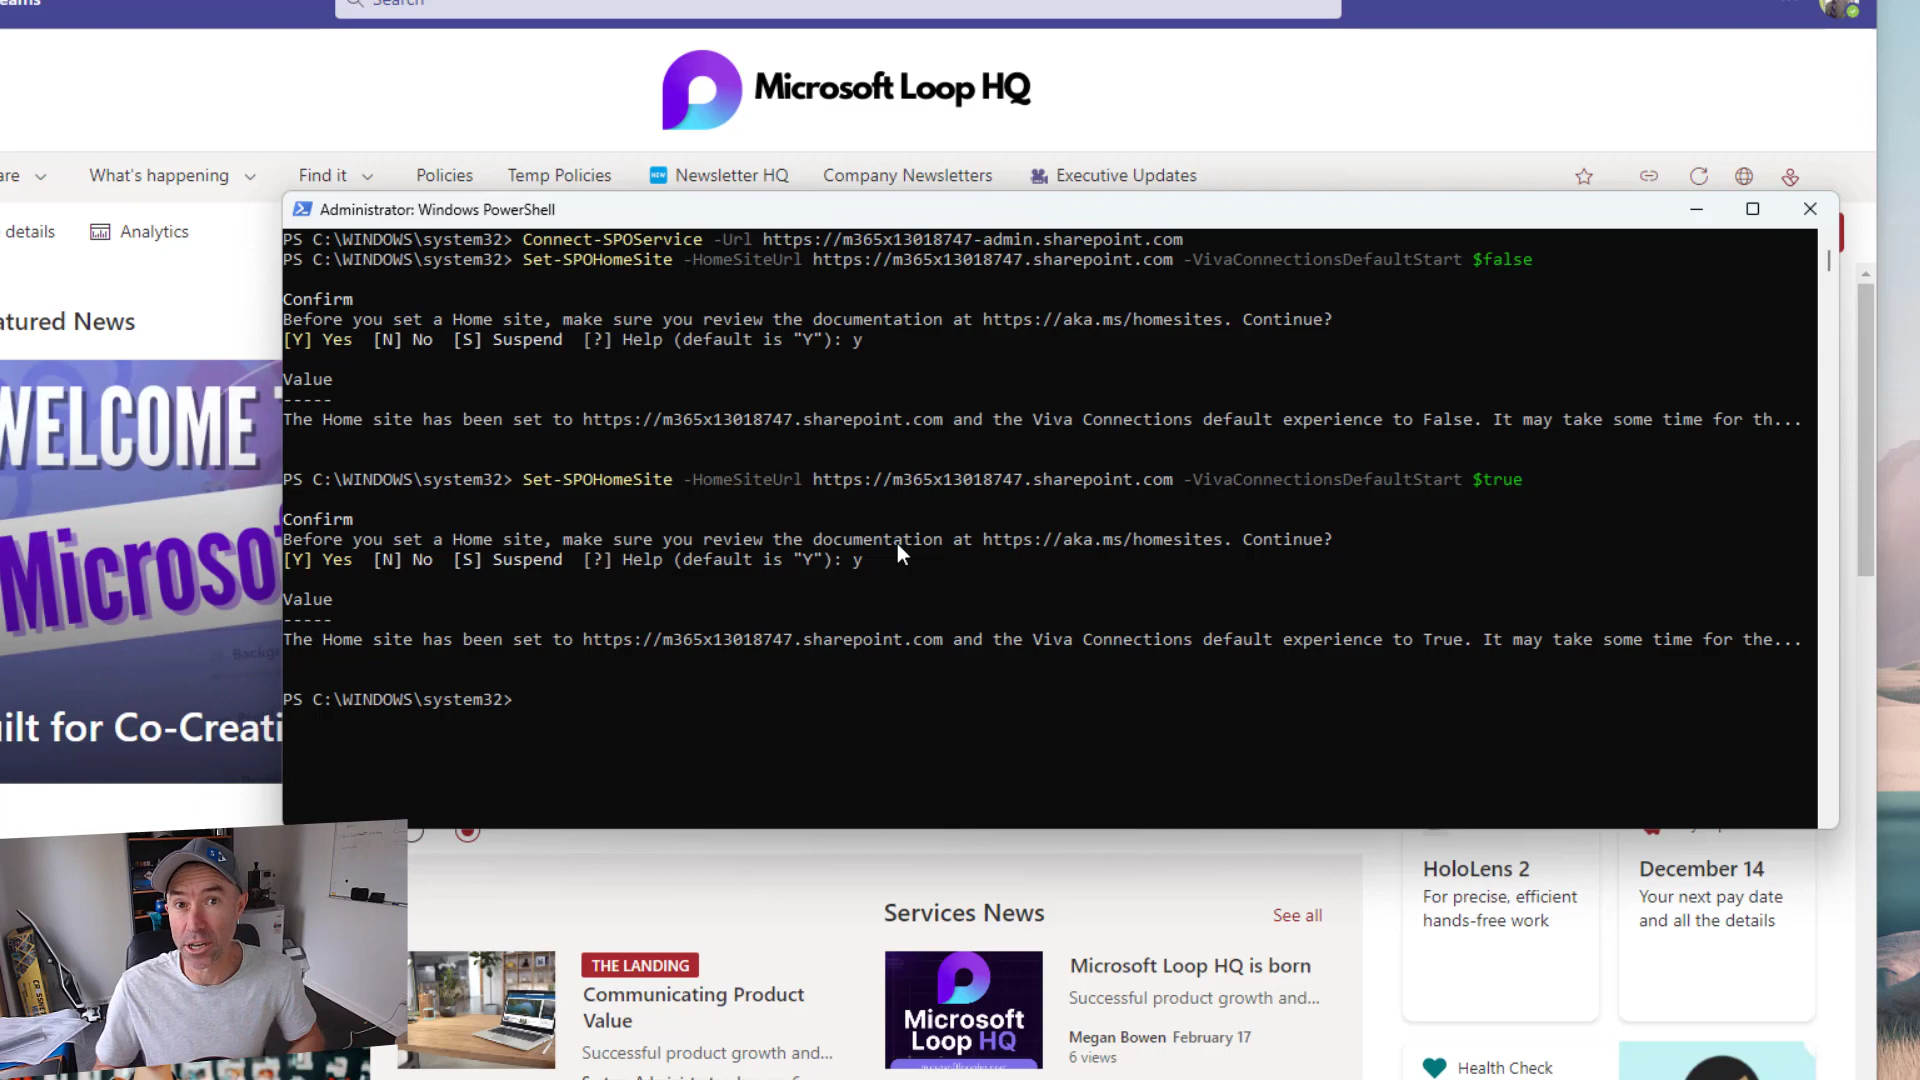 eams
Search
Microsoft Loop HQ
are
What's happening
Find it
Policies
Temp Policies
NEW
Newsletter HQ
Company Newsletters
Executive Updates
details
Analytics
Administrator: Windows PowerShell
PS C:\WINDOWS\system32> Connect-SPOService -Url https://m365x13018747-admin.sharepoint.com
PS C:\WINDOWS\system32> Set-SPOHomeSite -HomeSiteUrl https://m365x13018747.sharepoint.com -VivaConnectionsDefaultStart $false
Confirm
Before you set a Home site, make sure you review the documentation at https://aka.ms/homesites. Continue?
[Y] Yes [N] No [S] Suspend [?] Help (default is "Y"): y
Value
-----
The Home site has been set to https://m365x13018747.sharepoint.com and the Viva Connections default experience to False. It may take some time for th...
PS C:\WINDOWS\system32> Set-SPOHomeSite -HomeSiteUrl https://m365x13018747.sharepoint.com -VivaConnectionsDefaultStart $true
Confirm
Before you set a Home site, make sure you review the documentation at https://aka.ms/homesites. Continue?
[Y] Yes [N] No [S] Suspend [?] Help (default is "Y"): y
Value
-----
The Home site has been set to https://m365x13018747.sharepoint.com and the Viva Connections default experience to True. It may take some time for the...
PS C:\WINDOWS\system32>
atured News
WELCOME T
Microso
uilt for Co-Creati
HoloLens 2
For precise, efficient
hands-free work
December 14
Your next pay date
and all the details
Services News
See all
THE LANDING
Communicating Product
Value
Successful product growth and...
Microsoft
Loop HQ
Microsoft Loop HQ is born
Successful product growth and...
Megan Bowen February 17
6 views
Health Check